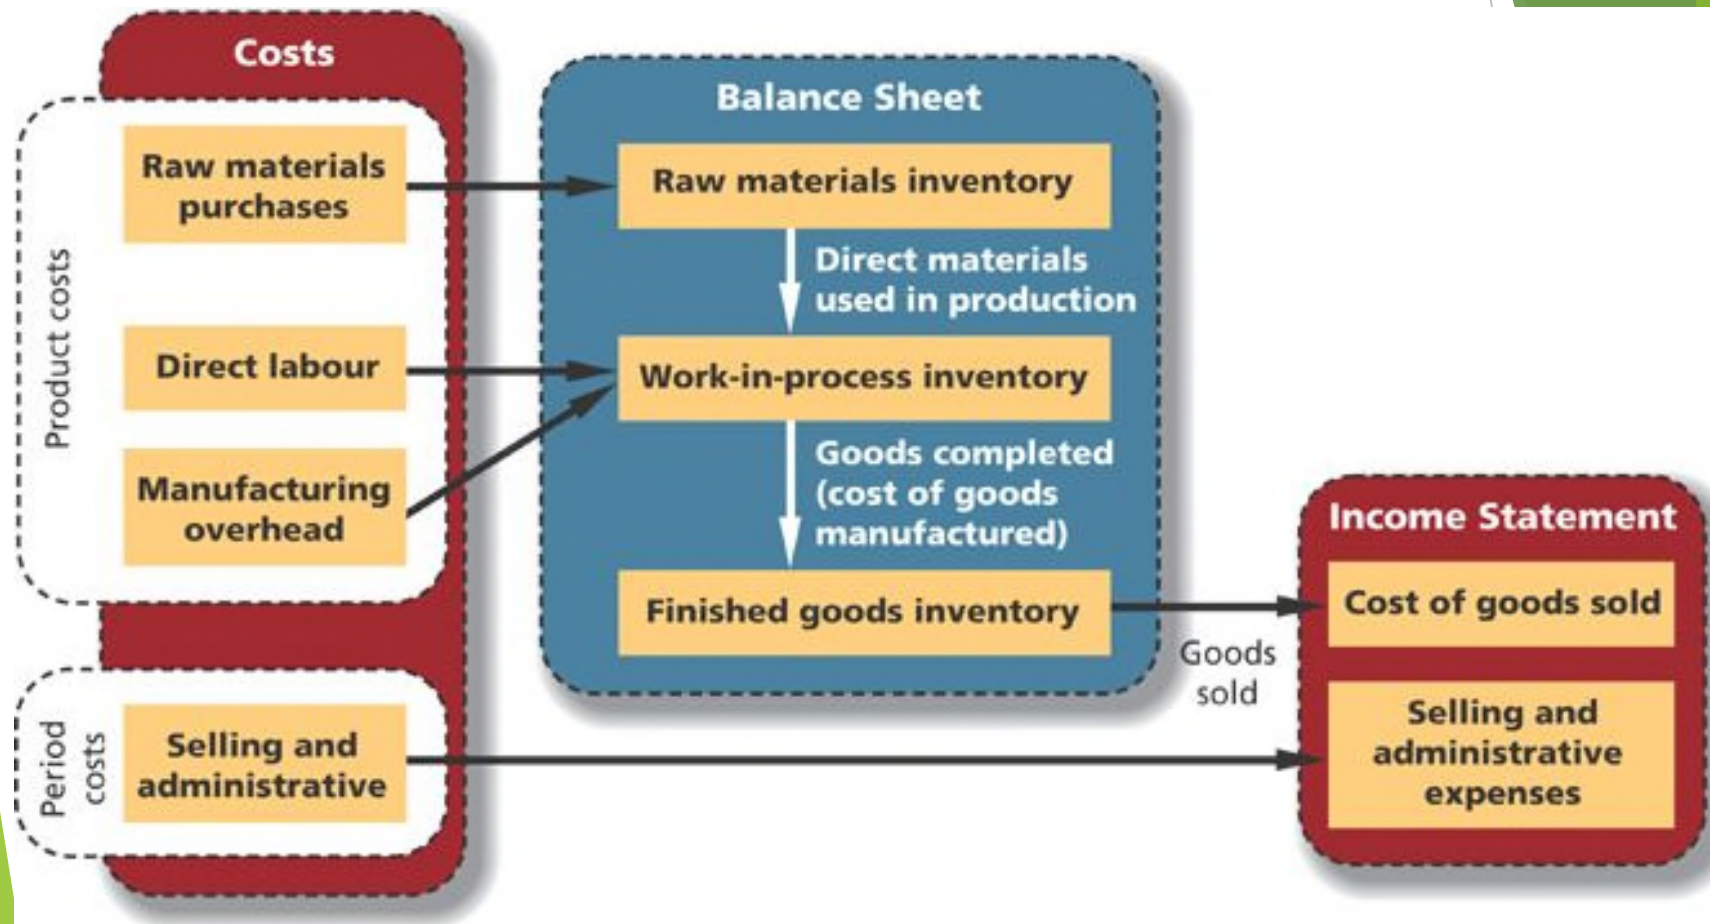 Costs
Product costs
Raw materials
purchases
Direct labour
Manufacturing
overhead
Period
costs
Selling and
administrative
Balance Sheet
Raw materials inventory
Direct materials
used in production
Work-in-process inventory
Goods completed
(cost of goods
manufactured)
Finished goods inventory
Goods
sold
Income Statement
Cost of goods sold
Selling and
administrative
expenses